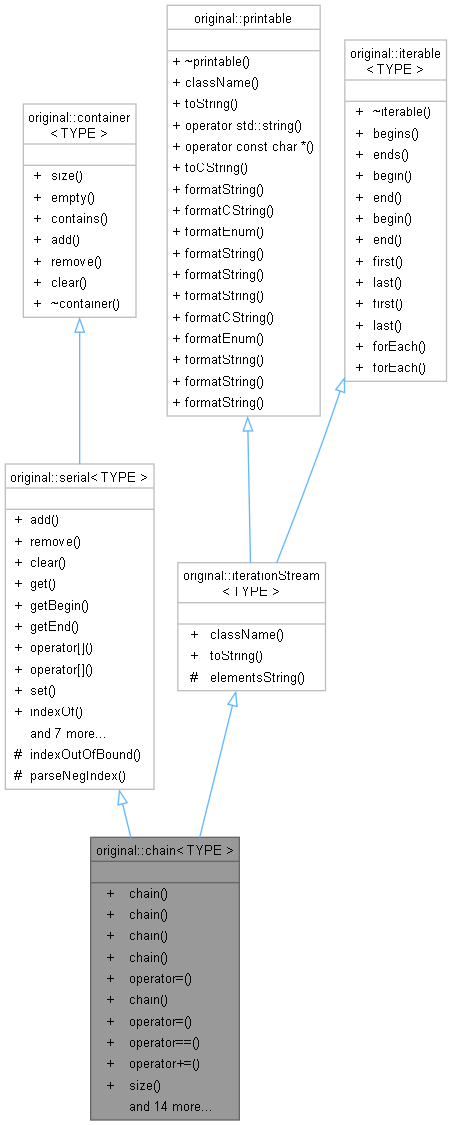 original::printable
+ ~printable()
+ className()
+ toString()
+ operator std::string()
+ operator const char *()
+ toCString()
+ formatString()
+ formatCString()
+ formatEnum()
+ formatString()
+ formatString()
+ formatString()
+ formatCString()
+ formatEnum()
+ formatString()
+ formatString()
+ formatString()
original::iterable
< TYPE >
+ ~iterable()
+ begins()
+ ends()
+ begin()
+ end()
+ begin()
+ end()
+ first()
+ last()
+ first()
+ last()
+ forEach()
+ forEach()
original::container
< TYPE >
+ size()
+ empty()
+ contains()
+ add()
+ remove()
+ clear()
+ ~container()
original::serial< TYPE >
+ add()
+ remove()
+ clear()
+ get()
+ getBegin()
+ getEnd()
+ operator[]()
+ operator[]()
+ set()
+ indexOf()
and 7 more...
# indexOutOfBound()
# parseNegIndex()
original::iterationStream
< TYPE >
+ className()
+ toString()
# elementsString()
original::chain< TYPE >
+ chain()
+ chain()
+ chain()
+ chain()
+ operator=()
+ chain()
+ operator=()
+ operator==()
+ operator+=()
+ size()
and 14 more...